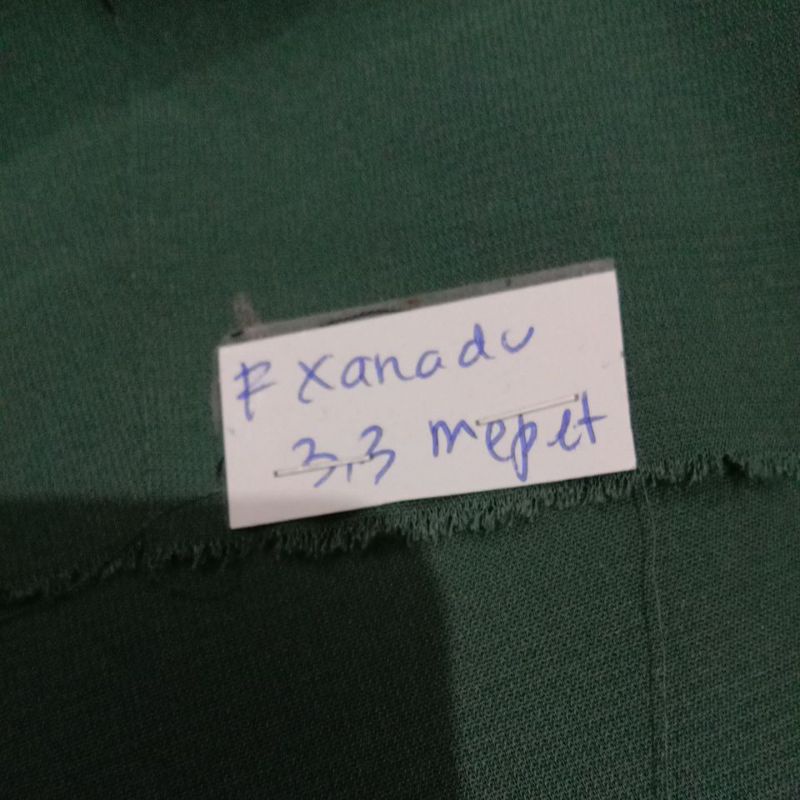 F Xanadu
3,3 mepet